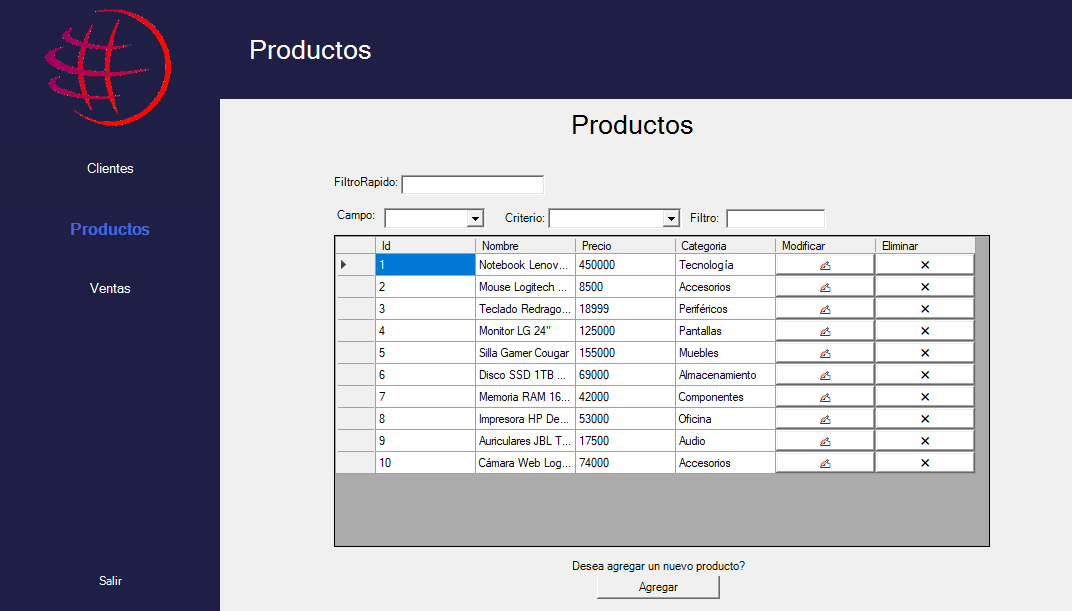 Productos
Productos
Clientes
Productos
Ventas
Salir
FiltroRapido:
Campo: Criterio: Filtro:
Id Nombre Precio Categoria Modificar Eliminar
1 Notebook Lenov... 450000 Tecnología ✍ ✕
2 Mouse Logitech ... 8500 Accesorios ✍ ✕
3 Teclado Redrago... 18999 Periféricos ✍ ✕
4 Monitor LG 24" 125000 Pantallas ✍ ✕
5 Silla Gamer Cougar 155000 Muebles ✍ ✕
6 Disco SSD 1TB ... 69000 Almacenamiento ✍ ✕
7 Memoria RAM 16... 42000 Componentes ✍ ✕
8 Impresora HP De... 53000 Oficina ✍ ✕
9 Auriculares JBL T... 17500 Audio ✍ ✕
10 Cámara Web Log... 74000 Accesorios ✍ ✕
Desea agregar un nuevo producto?
Agregar